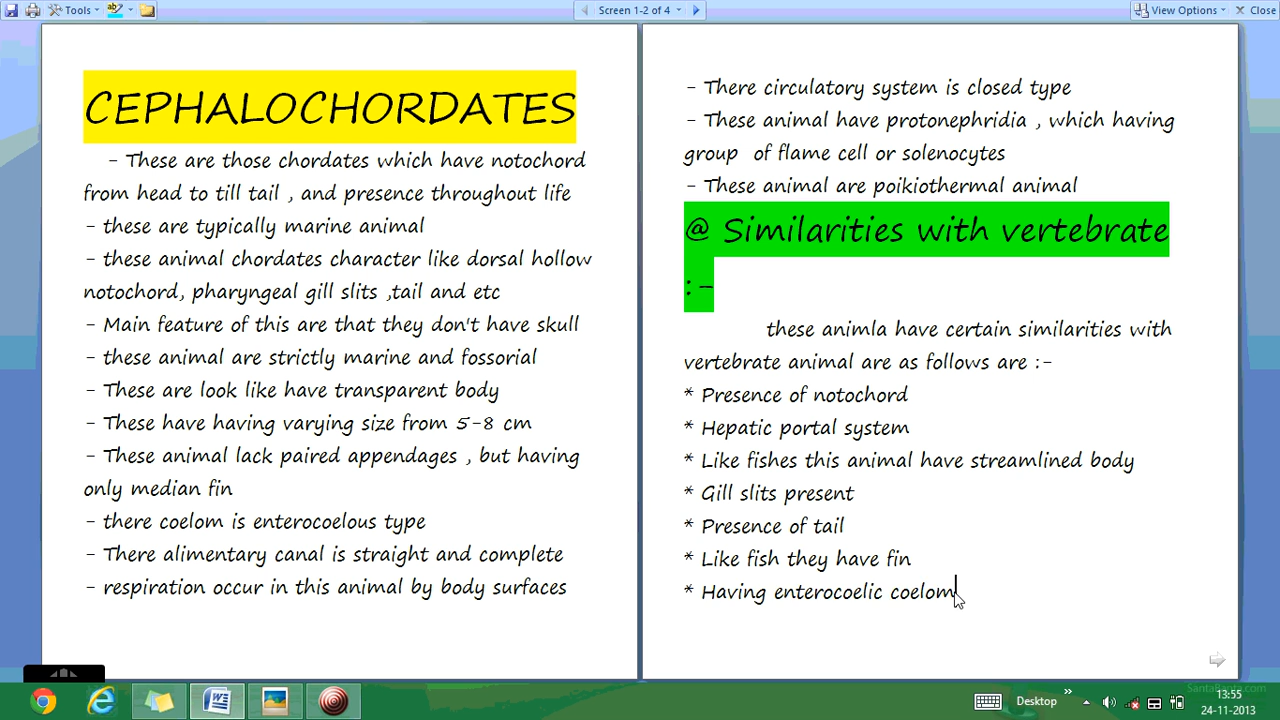 Tools
Screen 1-2 of 4
View Options
Close
CEPHALOCHORDATES
- These are those chordates which have notochord
from head to till tail , and presence throughout life
- these are typically marine animal
- these animal chordates character like dorsal hollow
notochord, pharyngeal gill slits ,tail and etc
- Main feature of this are that they don't have skull
- these animal are strictly marine and fossorial
- These are look like have transparent body
- These have having varying size from 5-8 cm
- These animal lack paired appendages , but having
only median fin
- there coelom is enterocoelous type
- There alimentary canal is straight and complete
- respiration occur in this animal by body surfaces
- There circulatory system is closed type
- These animal have protonephridia , which having
group of flame cell or solenocytes
- These animal are poikiothermal animal
@ Similarities with vertebrate
:-
these animla have certain similarities with
vertebrate animal are as follows are :-
* Presence of notochord
* Hepatic portal system
* Like fishes this animal have streamlined body
* Gill slits present
* Presence of tail
* Like fish they have fin
* Having enterocoelic coelom
Desktop
13:55
24-11-2013